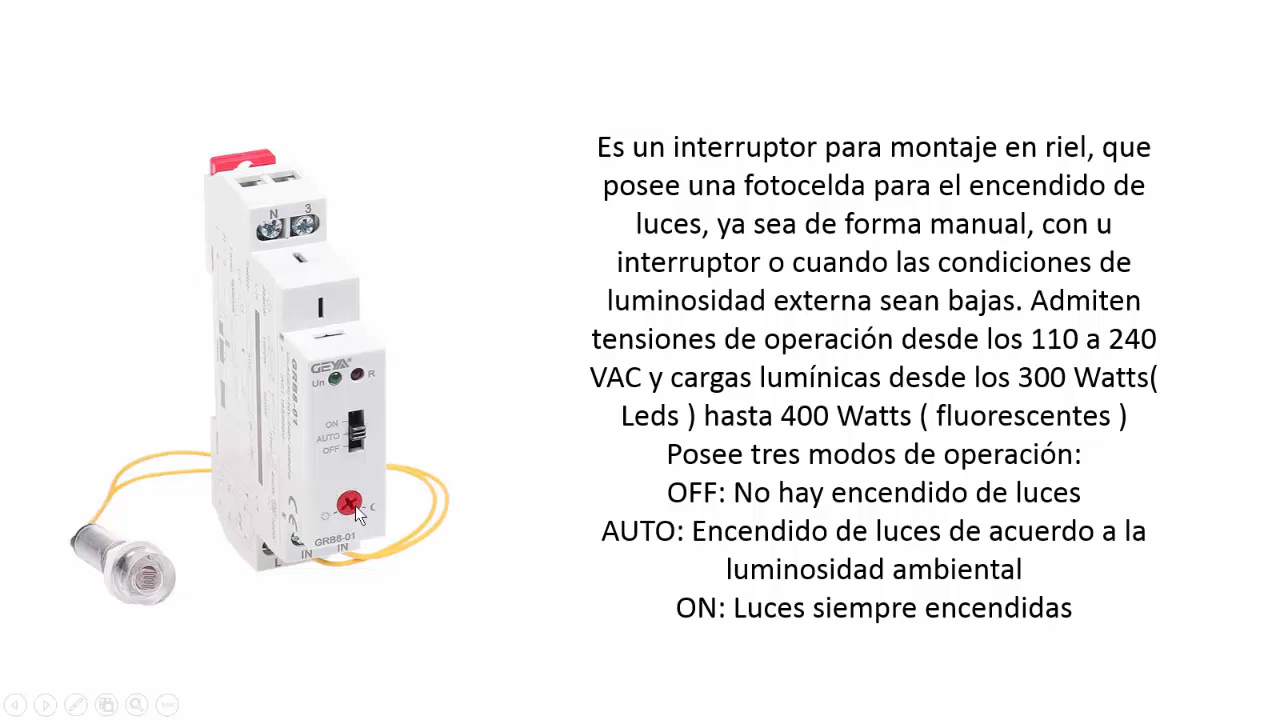 N 3
GEYA
Un R
ON
AUTO
OFF
GRB8-01
IN IN
GRB8-01
Es un interruptor para montaje en riel, que
posee una fotocelda para el encendido de
luces, ya sea de forma manual, con u
interruptor o cuando las condiciones de
luminosidad externa sean bajas. Admiten
tensiones de operación desde los 110 a 240
VAC y cargas lumínicas desde los 300 Watts(
Leds ) hasta 400 Watts ( fluorescentes )
Posee tres modos de operación:
OFF: No hay encendido de luces
AUTO: Encendido de luces de acuerdo a la
luminosidad ambiental
ON: Luces siempre encendidas